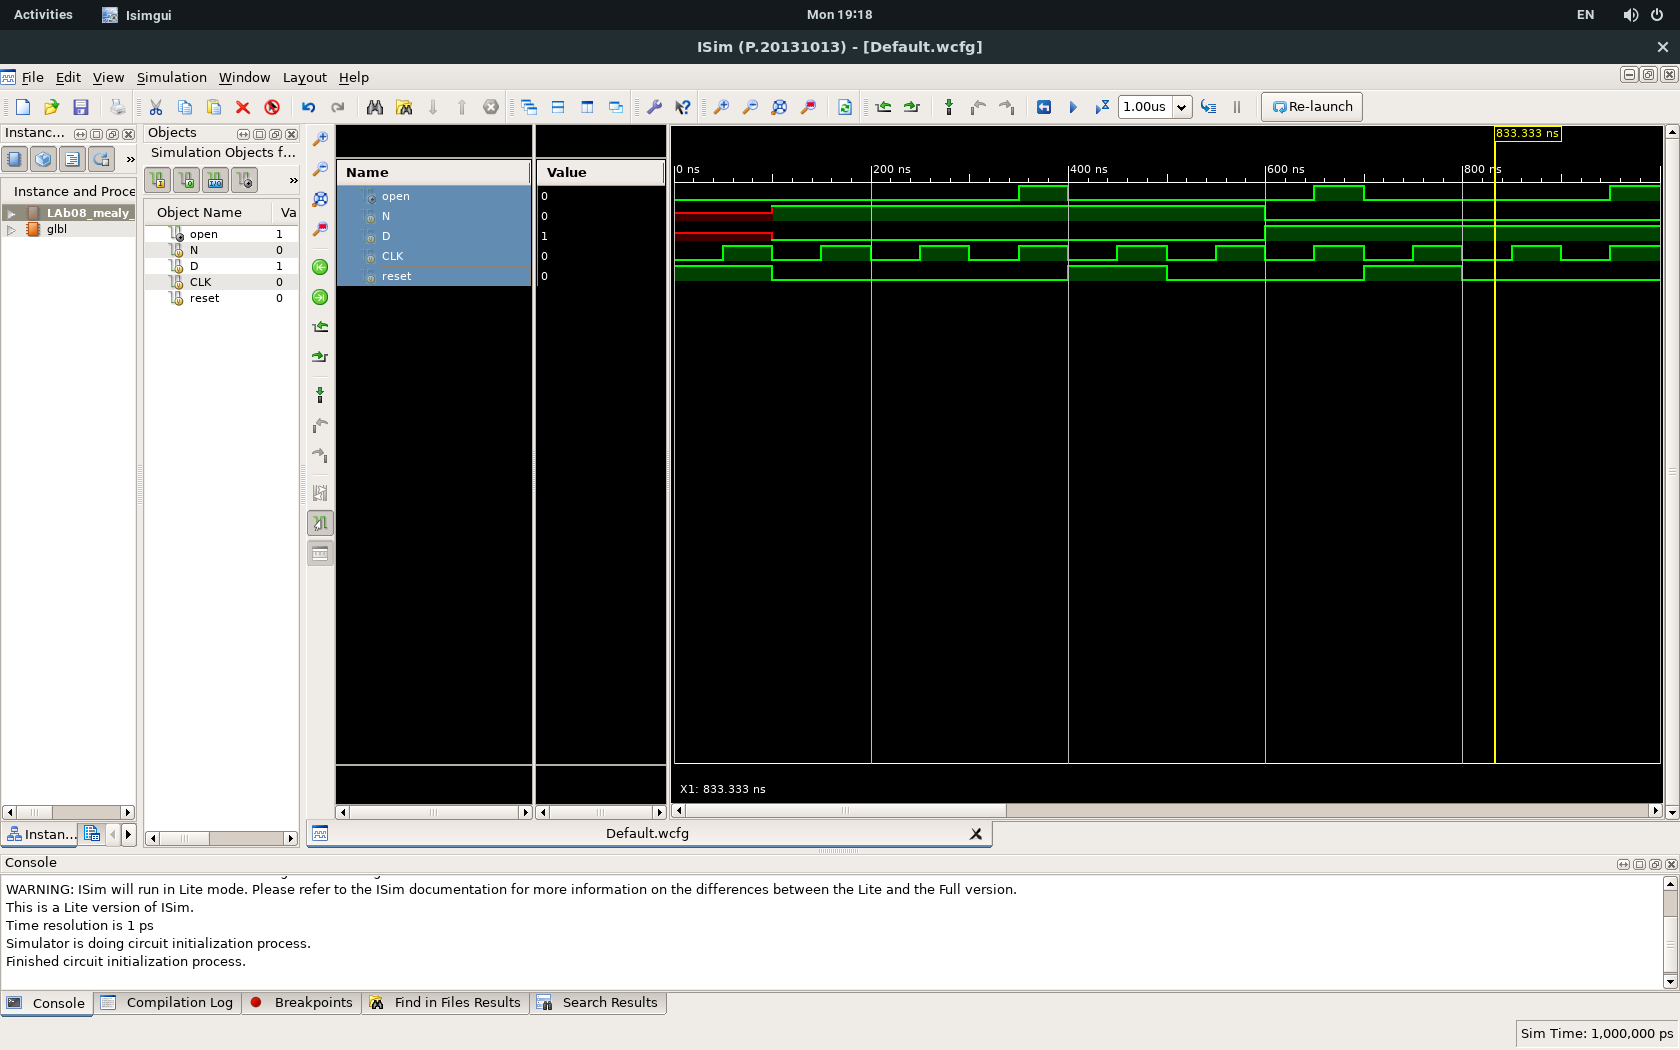 Activities Isimgui Mon 19:18 EN
ISim (P.20131013) - [Default.wcfg]
File Edit View Simulation Window Layout Help
1.00us Re-launch
Instanc...
Instance and Proce
LAb08_mealy_
glbl
Instan...
Objects
Simulation Objects f...
Object Name Va
open 1
N 0
D 1
CLK 0
reset 0
Name Value
open 0
N 0
D 1
CLK 0
reset 0
833.333 ns
0 ns 200 ns 400 ns 600 ns 800 ns
X1: 833.333 ns
Default.wcfg
Console
WARNING: ISim will run in Lite mode. Please refer to the ISim documentation for more information on the differences between the Lite and the Full version.
This is a Lite version of ISim.
Time resolution is 1 ps
Simulator is doing circuit initialization process.
Finished circuit initialization process.
Console Compilation Log Breakpoints Find in Files Results Search Results
Sim Time: 1,000,000 ps